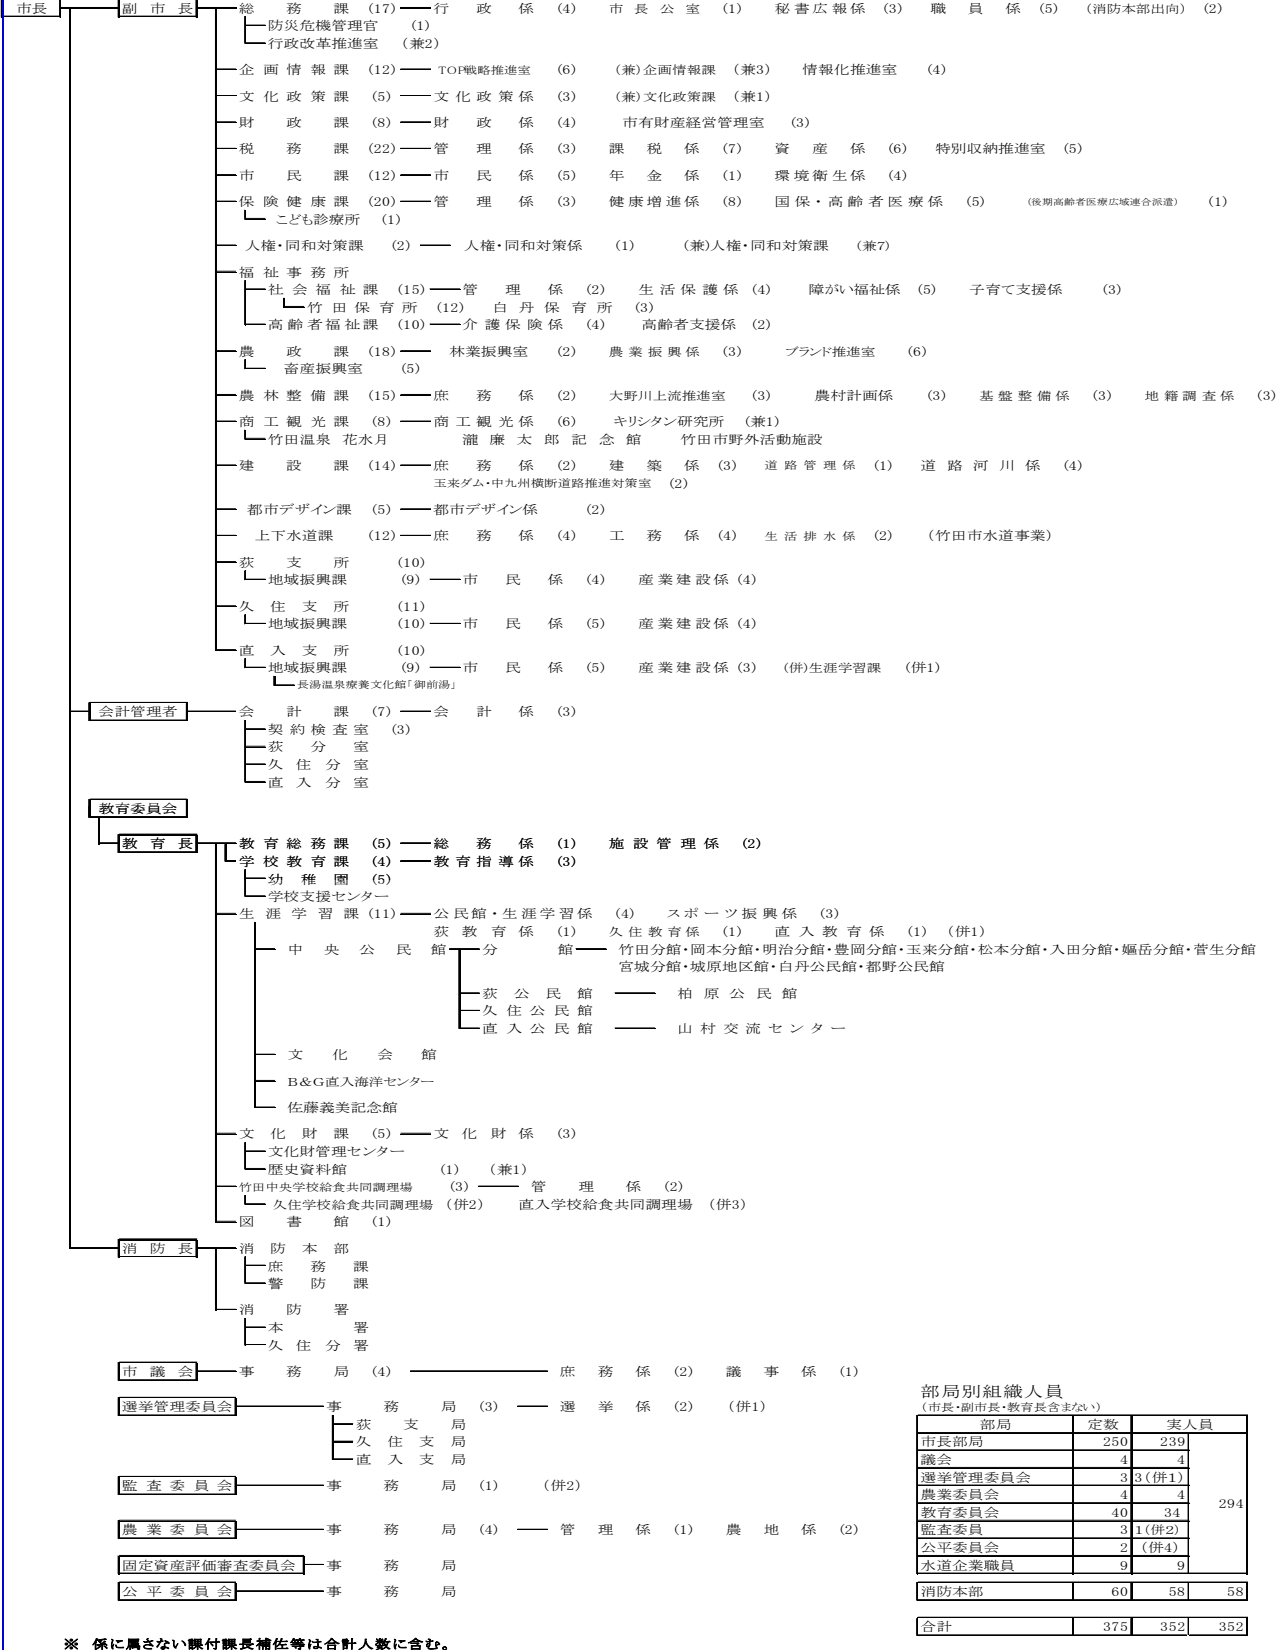 市長 副市長 総務課 (17) 行政係 (4) 市長公室 (1) 秘書広報係 (3) 職員係 (5) (消防本部出向) (2)
防災危機管理官 (1)
行政改革推進室 (兼2)
企画情報課 (12) TOP戦略推進室 (6) (兼)企画情報課 (兼3) 情報化推進室 (4)
文化政策課 (5) 文化政策係 (3) (兼)文化政策課 (兼1)
財政課 (8) 財政係 (4) 市有財産経営管理室 (3)
税務課 (22) 管理係 (3) 課税係 (7) 資産係 (6) 特別収納推進室 (5)
市民課 (12) 市民係 (5) 年金係 (1) 環境衛生係 (4)
保険健康課 (20) 管理係 (3) 健康増進係 (8) 国保・高齢者医療係 (5) (後期高齢者医療広域連合派遣) (1)
こども診療所 (1)
人権・同和対策課 (2) 人権・同和対策係 (1) (兼)人権・同和対策課 (兼7)
福祉事務所
社会福祉課 (15) 管理係 (2) 生活保護係 (4) 障がい福祉係 (5) 子育て支援係 (3)
竹田保育所 (12) 白丹保育所 (3)
高齢者福祉課 (10) 介護保険係 (4) 高齢者支援係 (2)
農政課 (18) 林業振興室 (2) 農業振興係 (3) ブランド推進室 (6)
畜産振興室 (5)
農林整備課 (15) 庶務係 (2) 大野川上流推進室 (3) 農村計画係 (3) 基盤整備係 (3) 地籍調査係 (3)
商工観光課 (8) 商工観光係 (6) キリシタン研究所 (兼1)
竹田温泉 花水月 瀧廉太郎記念館 竹田市野外活動施設
建設課 (14) 庶務係 (2) 建築係 (3) 道路管理係 (1) 道路河川係 (4)
玉来ダム・中九州横断道路推進対策室 (2)
都市デザイン課 (5) 都市デザイン係 (2)
上下水道課 (12) 庶務係 (4) 工務係 (4) 生活排水係 (2) (竹田市水道事業)
荻支所 (10)
地域振興課 (9) 市民係 (4) 産業建設係 (4)
久住支所 (11)
地域振興課 (10) 市民係 (5) 産業建設係 (4)
直入支所 (10)
地域振興課 (9) 市民係 (5) 産業建設係 (3) (併)生涯学習課 (併1)
長湯温泉療養文化館「御前湯」
会計管理者 会計課 (7) 会計係 (3)
契約検査室 (3)
荻分室
久住分室
直入分室
教育委員会
教育長 教育総務課 (5) 総務係 (1) 施設管理係 (2)
学校教育課 (4) 教育指導係 (3)
幼稚園 (5)
学校支援センター
生涯学習課 (11) 公民館・生涯学習係 (4) スポーツ振興係 (3)
荻教育係 (1) 久住教育係 (1) 直入教育係 (1) (併1)
中央公民館 分館 竹田分館・岡本分館・明治分館・豊岡分館・玉来分館・松本分館・入田分館・嫗岳分館・菅生分館
宮城分館・城原地区館・白丹公民館・都野公民館
荻公民館 柏原公民館
久住公民館
直入公民館 山村交流センター
文化会館
B&G直入海洋センター
佐藤義美記念館
文化財課 (5) 文化財係 (3)
文化財管理センター
歴史資料館 (1) (兼1)
竹田中央学校給食共同調理場 (3) 管理係 (2)
久住学校給食共同調理場 (併2) 直入学校給食共同調理場 (併3)
図書館 (1)
消防長 消防本部
庶務課
警防課
消防署
本署
久住分署
市議会 事務局 (4) 庶務係 (2) 議事係 (1)
選挙管理委員会 事務局 (3) 選挙係 (2) (併1)
荻支局
久住支局
直入支局
監査委員会 事務局 (1) (併2)
農業委員会 事務局 (4) 管理係 (1) 農地係 (2)
固定資産評価審査委員会 事務局
公平委員会 事務局
※ 係に属さない課付課長補佐等は合計人数に含む。
部局別組織人員
(市長・副市長・教育長含まない)
部局 定数 実人員
市長部局 250 239
議会 4 4
選挙管理委員会 3 3(併1)
農業委員会 4 4
教育委員会 40 34
監査委員 3 1(併2)
公平委員会 2 (併4)
水道企業職員 9 9
294
消防本部 60 58 58
合計 375 352 352